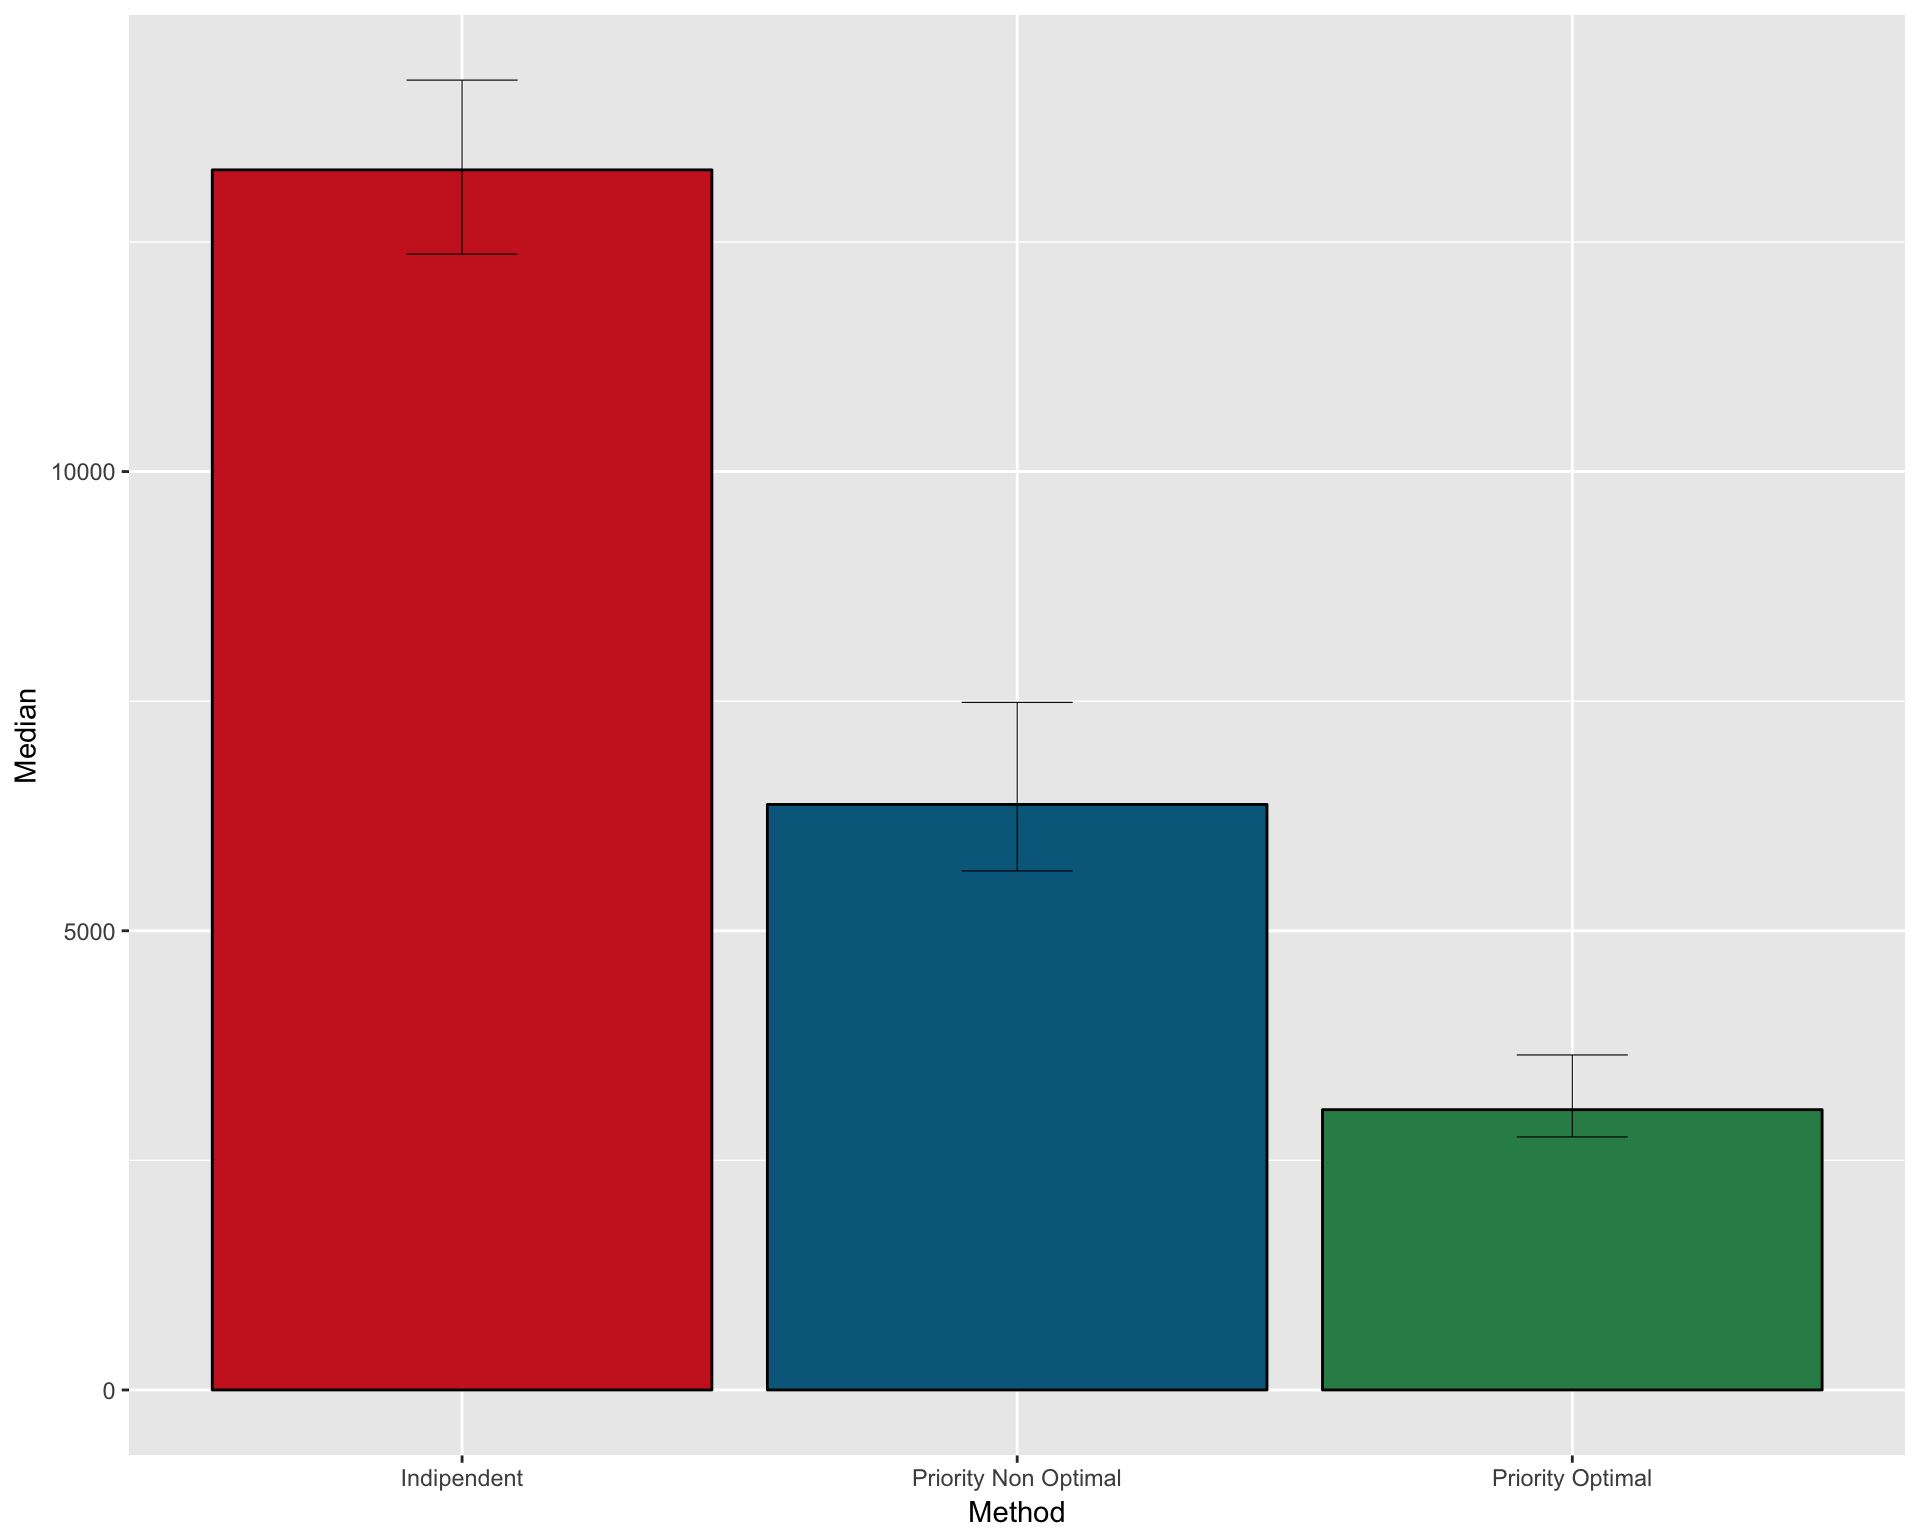 Median
10000
5000
0
Indipendent
Priority Non Optimal
Priority Optimal
Method